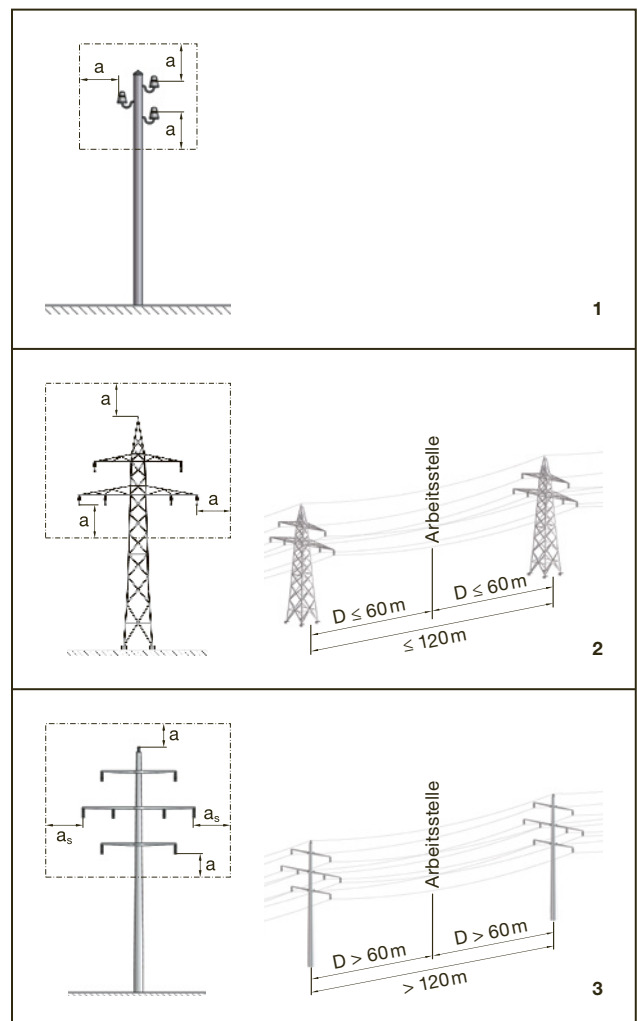 a
a
a
1
a
a
a
Arbeitsstelle
D ≤ 60 m
D ≤ 60 m
≤ 120 m
2
a
aₛ
aₛ
a
Arbeitsstelle
D > 60 m
D > 60 m
> 120 m
3